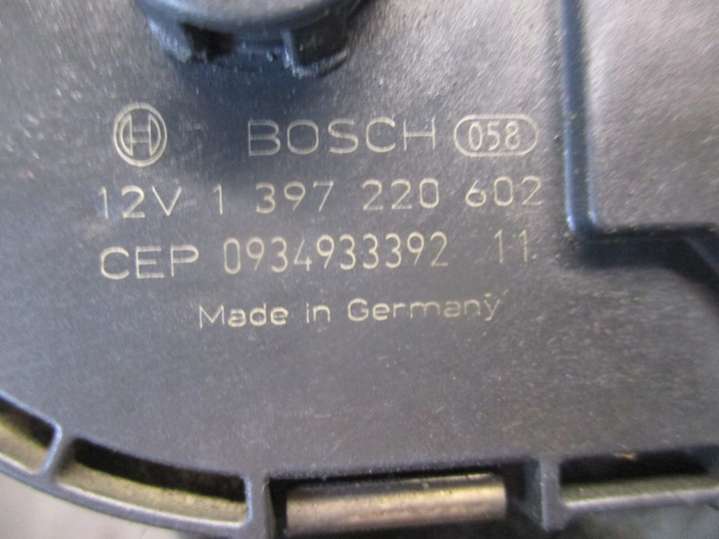 BOSCH 058
12V 1 397 220 602
CEP 0934933392 11
Made in Germany